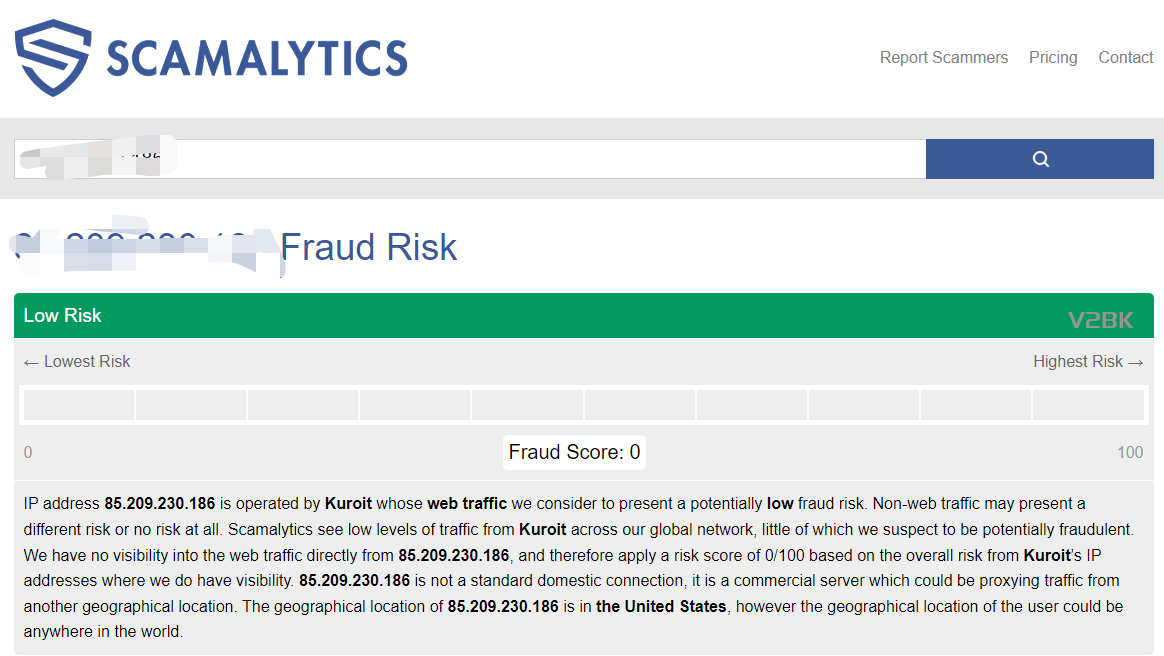 SCAMALYTICS
Report Scammers Pricing Contact
Fraud Risk
Low Risk
V2BK
← Lowest Risk
Highest Risk →
0
Fraud Score: 0
100
IP address 85.209.230.186 is operated by Kuroit whose web traffic we consider to present a potentially low fraud risk. Non-web traffic may present a
different risk or no risk at all. Scamalytics see low levels of traffic from Kuroit across our global network, little of which we suspect to be potentially fraudulent.
We have no visibility into the web traffic directly from 85.209.230.186, and therefore apply a risk score of 0/100 based on the overall risk from Kuroit's IP
addresses where we do have visibility. 85.209.230.186 is not a standard domestic connection, it is a commercial server which could be proxying traffic from
another geographical location. The geographical location of 85.209.230.186 is in the United States, however the geographical location of the user could be
anywhere in the world.